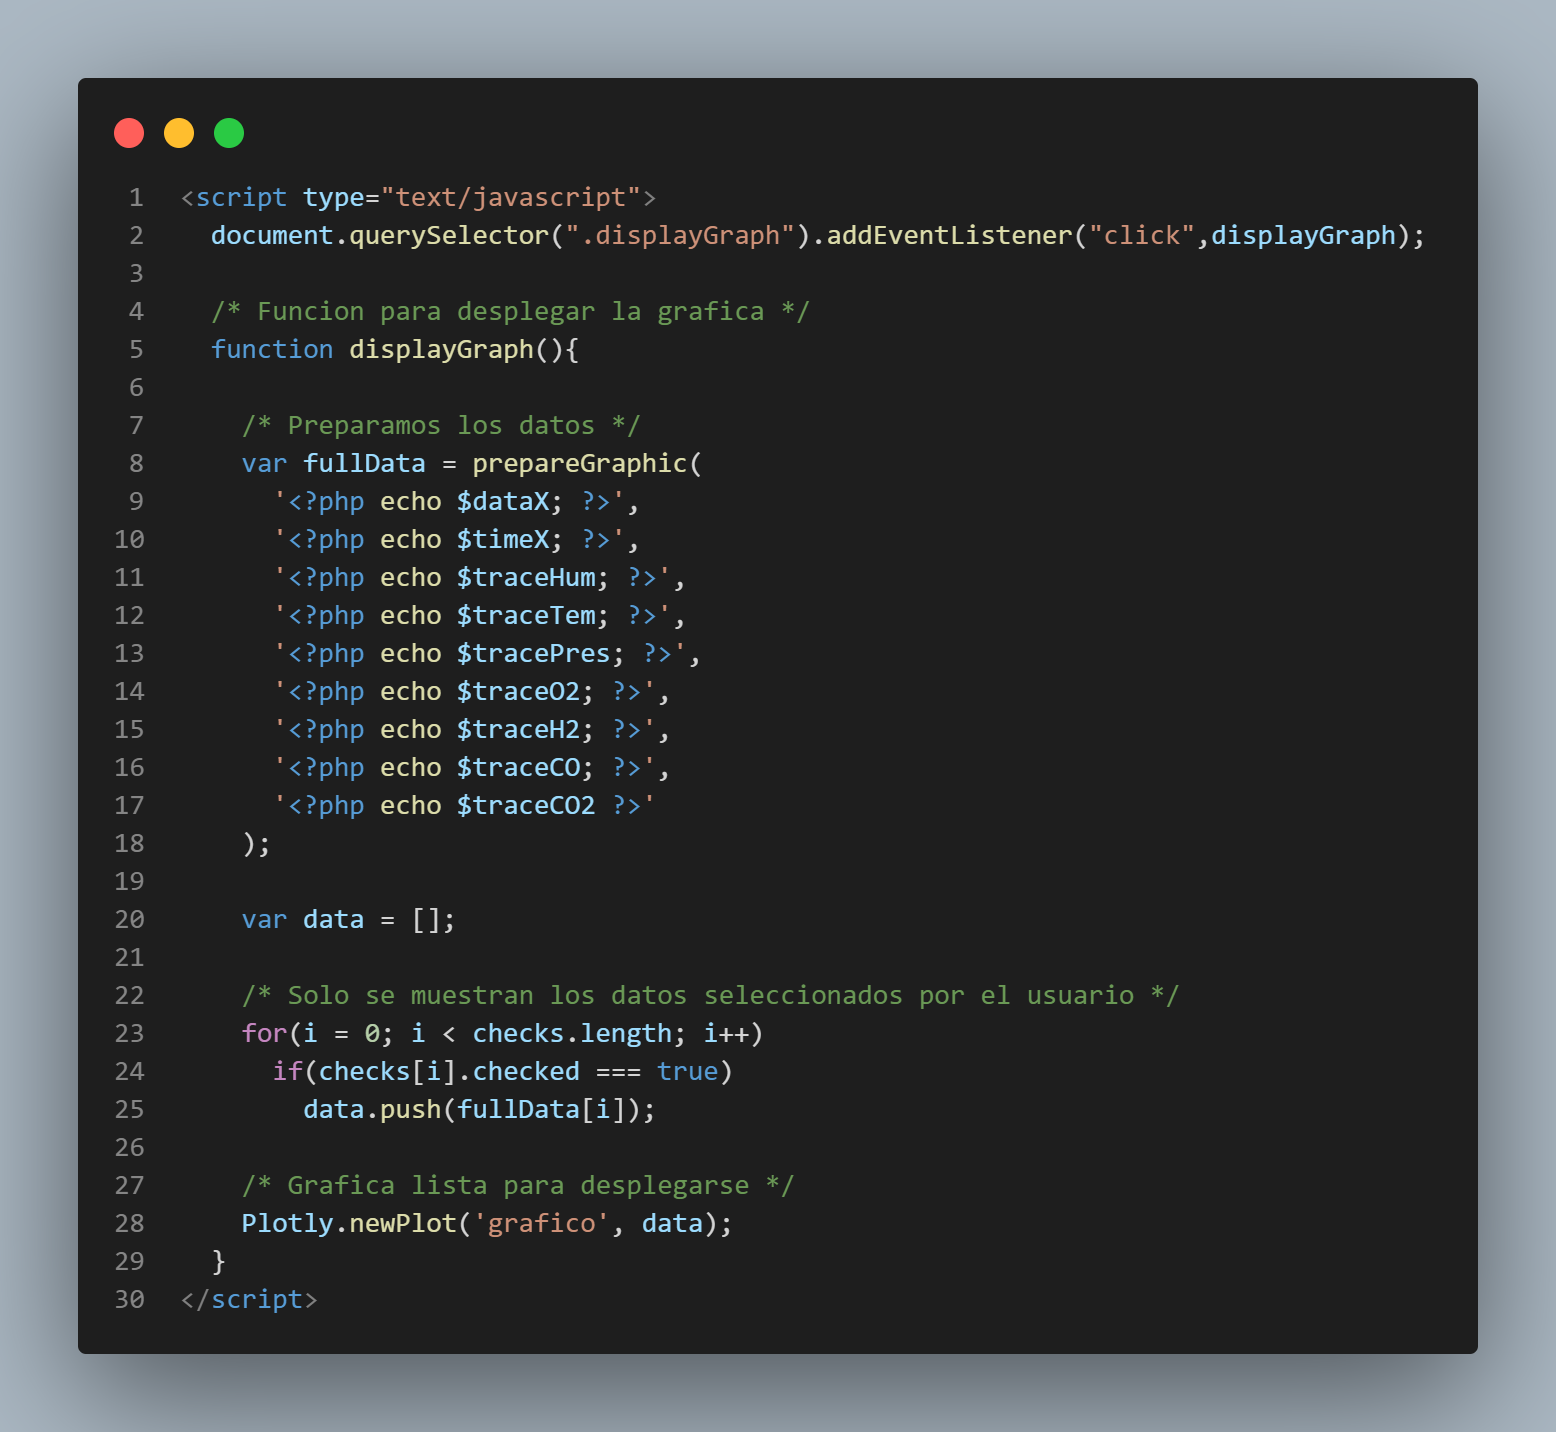 1 <script type="text/javascript">
2 document.querySelector(".displayGraph").addEventListener("click",displayGraph);
3
4 /* Funcion para desplegar la grafica */
5 function displayGraph(){
6
7 /* Preparamos los datos */
8 var fullData = prepareGraphic(
9 '<?php echo $dataX; ?>',
10 '<?php echo $timeX; ?>',
11 '<?php echo $traceHum; ?>',
12 '<?php echo $traceTem; ?>',
13 '<?php echo $tracePres; ?>',
14 '<?php echo $traceO2; ?>',
15 '<?php echo $traceH2; ?>',
16 '<?php echo $traceCO; ?>',
17 '<?php echo $traceCO2 ?>'
18 );
19
20 var data = [];
21
22 /* Solo se muestran los datos seleccionados por el usuario */
23 for(i = 0; i < checks.length; i++)
24 if(checks[i].checked === true)
25 data.push(fullData[i]);
26
27 /* Grafica lista para desplegarse */
28 Plotly.newPlot('grafico', data);
29 }
30 </script>